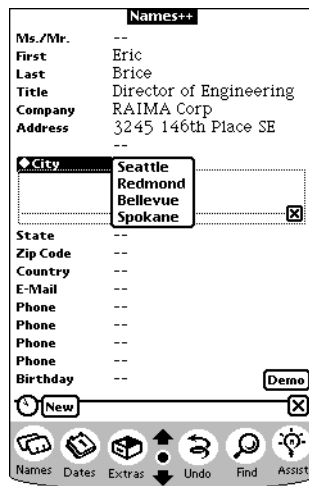 Names++
Ms./Mr. --
First Eric
Last Brice
Title Director of Engineering
Company RAIMA Corp
Address 3245 146th Place SE
--
◆City
Seattle
Redmond
Bellevue
Spokane
State --
Zip Code --
Country --
E-Mail --
Phone --
Phone --
Phone --
Phone --
Birthday --
Demo
New
Names Dates Extras Undo Find Assist